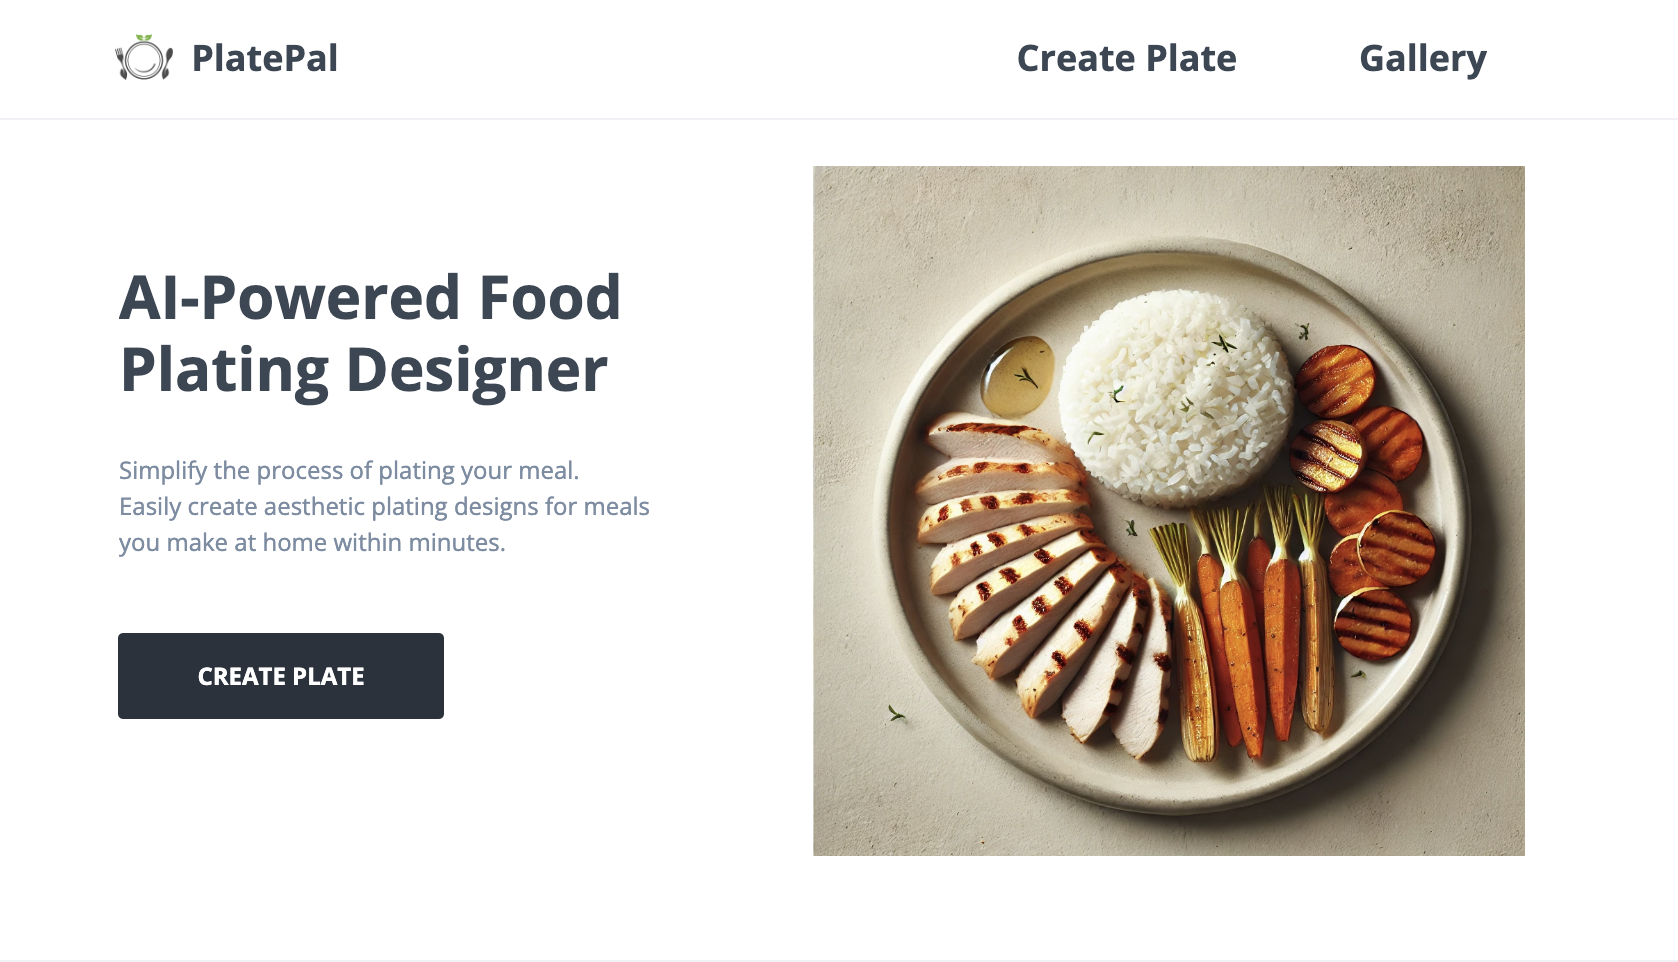 PlatePal
Create Plate
Gallery
AI-Powered Food
Plating Designer
Simplify the process of plating your meal.
Easily create aesthetic plating designs for meals
you make at home within minutes.
CREATE PLATE